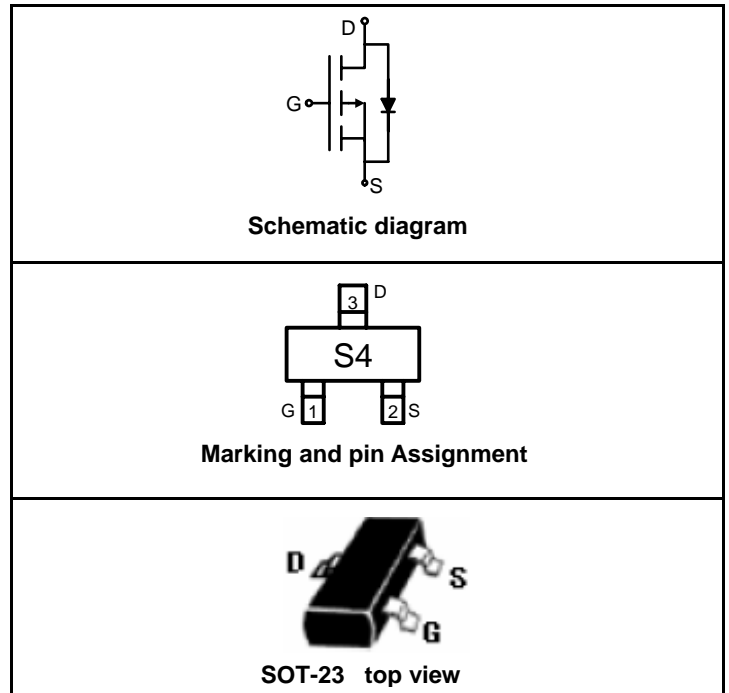 D
G
S
Schematic diagram
3 D
S4
G 1 2 S
Marking and pin Assignment
D
S
G
SOT-23 top view